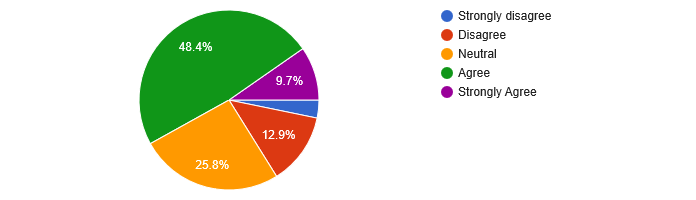 48.4%
9.7%
12.9%
25.8%
Strongly disagree
Disagree
Neutral
Agree
Strongly Agree